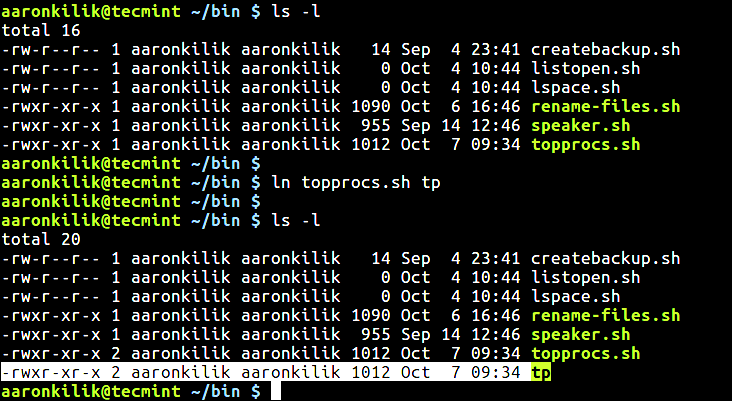 aaronkilik@tecmint ~/bin $ ls -l
total 16
-rw-r--r-- 1 aaronkilik aaronkilik   14 Sep  4 23:41 createbackup.sh
-rw-r--r-- 1 aaronkilik aaronkilik    0 Oct  4 10:44 listopen.sh
-rw-r--r-- 1 aaronkilik aaronkilik    0 Oct  4 10:44 lspace.sh
-rwxr-xr-x 1 aaronkilik aaronkilik 1090 Oct  6 16:46 rename-files.sh
-rwxr-xr-x 1 aaronkilik aaronkilik  955 Sep 14 12:46 speaker.sh
-rwxr-xr-x 1 aaronkilik aaronkilik 1012 Oct  7 09:34 topprocs.sh
aaronkilik@tecmint ~/bin $
aaronkilik@tecmint ~/bin $ ln topprocs.sh tp
aaronkilik@tecmint ~/bin $
aaronkilik@tecmint ~/bin $ ls -l
total 20
-rw-r--r-- 1 aaronkilik aaronkilik   14 Sep  4 23:41 createbackup.sh
-rw-r--r-- 1 aaronkilik aaronkilik    0 Oct  4 10:44 listopen.sh
-rw-r--r-- 1 aaronkilik aaronkilik    0 Oct  4 10:44 lspace.sh
-rwxr-xr-x 1 aaronkilik aaronkilik 1090 Oct  6 16:46 rename-files.sh
-rwxr-xr-x 1 aaronkilik aaronkilik  955 Sep 14 12:46 speaker.sh
-rwxr-xr-x 2 aaronkilik aaronkilik 1012 Oct  7 09:34 topprocs.sh
-rwxr-xr-x 2 aaronkilik aaronkilik 1012 Oct  7 09:34 tp
aaronkilik@tecmint ~/bin $